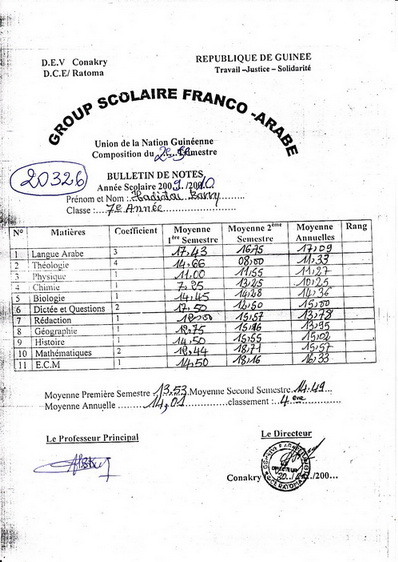 D.E.V Conakry
D.C.E/ Ratoma
REPUBLIQUE DE GUINEE
Travail –Justice – Solidarité
GROUP SCOLAIRE FRANCO -ARABE
Union de la Nation Guinéenne
Composition du 2è Semestre
20326
BULLETIN DE NOTES
Année Scolaire 2009./2010
Prénom et Nom : Hadjatou Barry
Classe : 7e Année
N° Matières Coefficient Moyenne 1ère Semestre Moyenne 2ème Semestre Moyenne Annuelles Rang
1 Langue Arabe 3 17,43 16,75 17,09
2 Théologie 4 14,66 08,00 11,33
3 Physique 1 11,00 11,55 11,27
4 Chimie 1 7,25 13,25 10,25
5 Biologie 1 14,45 14,28 14,36
6 Dictée et Questions 2 17,50 12,50 15,00
7 Rédaction 1 12,00 15,57 13,78
8 Géographie 1 12,75 15,16 13,95
9 Histoire 1 14,50 15,55 15,02
10 Mathématiques 2 12,44 18,71 15,57
11 E.C.M 1 14,50 18,16 16,33
Moyenne Première Semestre 13,53 Moyenne Second Semestre 14,49
Moyenne Annuelle 14,01 classement : 4ème
Le Professeur Principal
Le Directeur
Conakry /200...